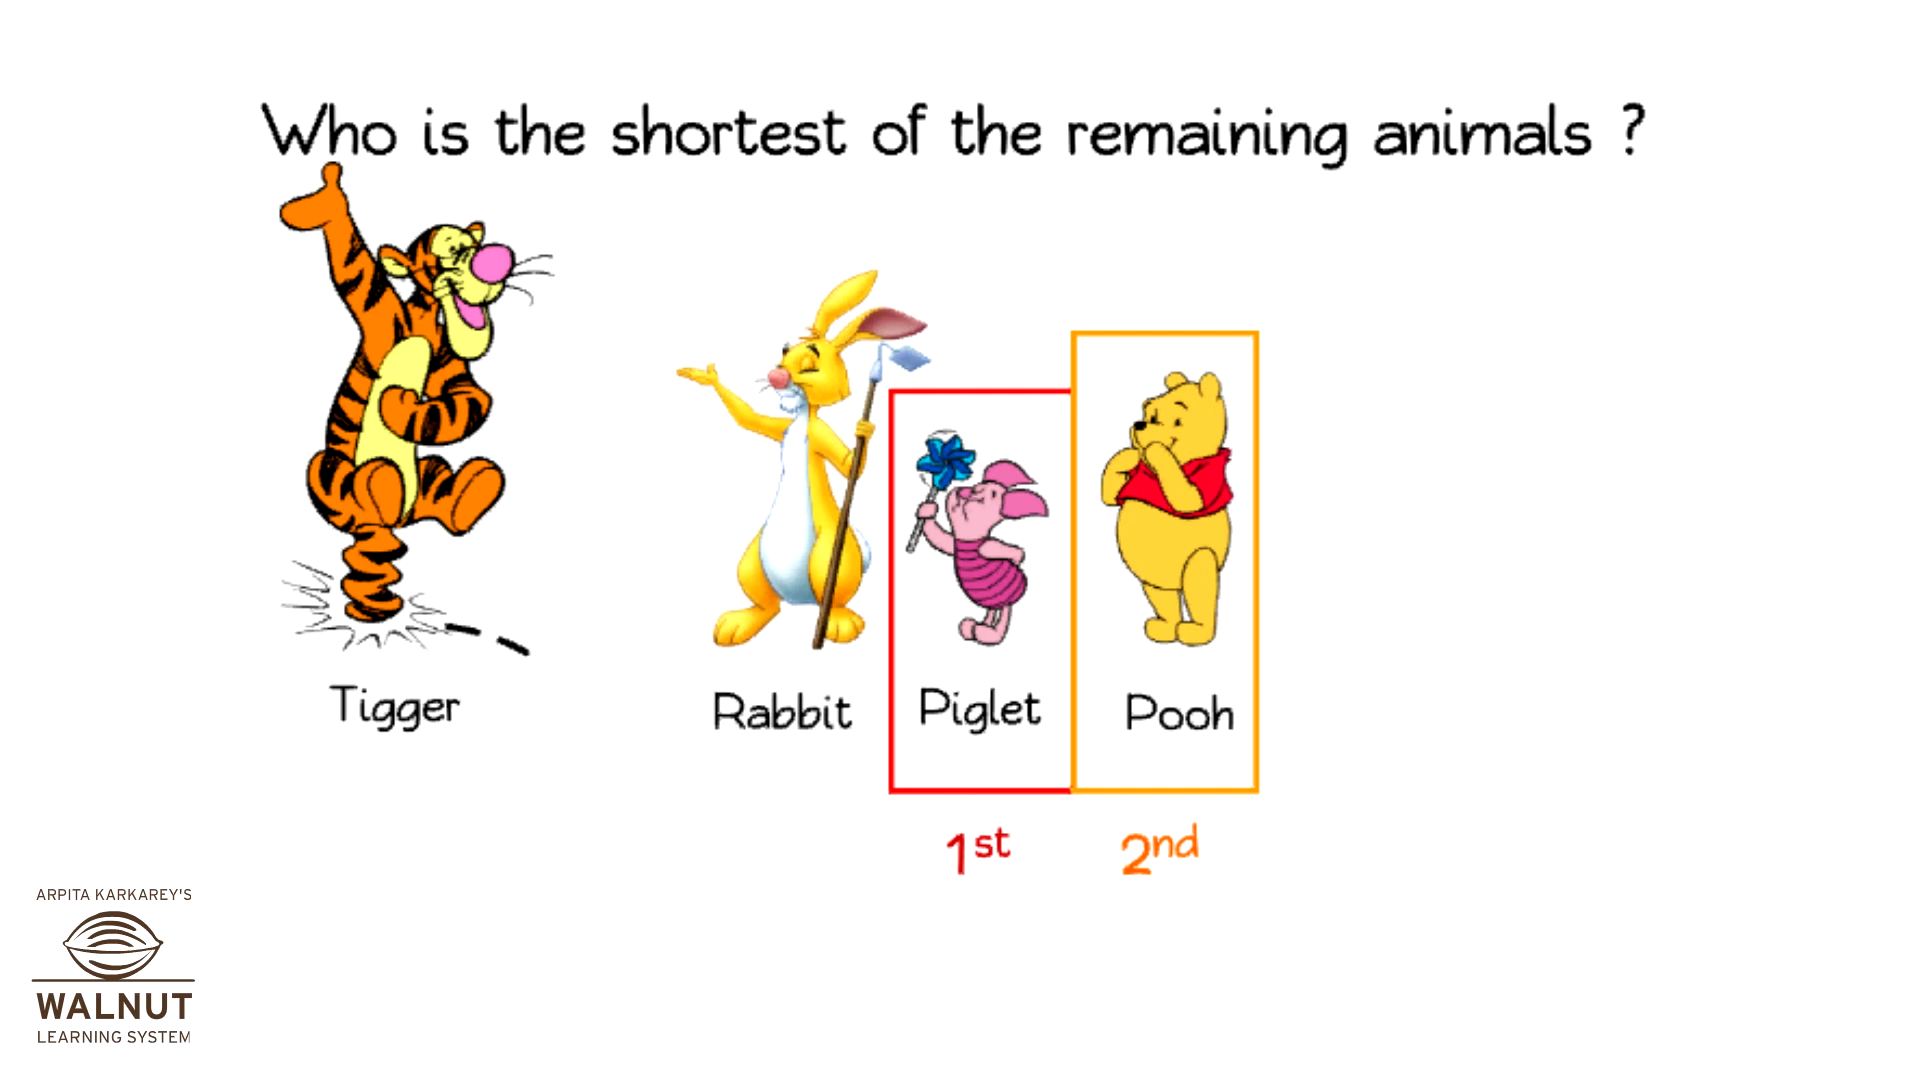 Who is the shortest of the remaining animals ?
Tigger
Rabbit
Piglet
Pooh
1st
2nd
ARPITA KARKAREY'S
WALNUT
LEARNING SYSTEM